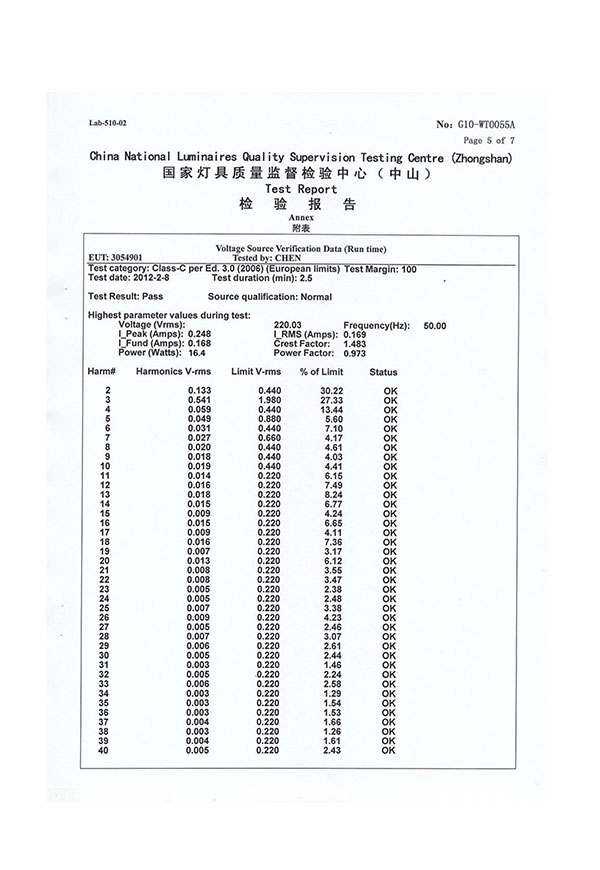 Lab-510-02
No: G10-WT0055A
Page 5 of 7
China National Luminaires Quality Supervision Testing Centre (Zhongshan)
国家灯具质量监督检验中心（中山）
Test Report
检 验 报 告
Annex
附表
Voltage Source Verification Data (Run time)
EUT: 3054901 Tested by: CHEN
Test category: Class-C per Ed. 3.0 (2006) (European limits) Test Margin: 100
Test date: 2012-2-8 Test duration (min): 2.5
Test Result: Pass Source qualification: Normal
Highest parameter values during test:
Voltage (Vrms): 220.03 Frequency(Hz): 50.00
I_Peak (Amps): 0.248 I_RMS (Amps): 0.169
I_Fund (Amps): 0.168 Crest Factor: 1.483
Power (Watts): 16.4 Power Factor: 0.973
Harm# Harmonics V-rms Limit V-rms % of Limit Status
2 0.133 0.440 30.22 OK
3 0.541 1.980 27.33 OK
4 0.059 0.440 13.44 OK
5 0.049 0.880 5.60 OK
6 0.031 0.440 7.10 OK
7 0.027 0.660 4.17 OK
8 0.020 0.440 4.61 OK
9 0.018 0.440 4.03 OK
10 0.019 0.440 4.41 OK
11 0.014 0.220 6.15 OK
12 0.016 0.220 7.49 OK
13 0.018 0.220 8.24 OK
14 0.015 0.220 6.77 OK
15 0.009 0.220 4.24 OK
16 0.015 0.220 6.65 OK
17 0.009 0.220 4.11 OK
18 0.016 0.220 7.36 OK
19 0.007 0.220 3.17 OK
20 0.013 0.220 6.12 OK
21 0.008 0.220 3.55 OK
22 0.008 0.220 3.47 OK
23 0.005 0.220 2.38 OK
24 0.005 0.220 2.48 OK
25 0.007 0.220 3.38 OK
26 0.009 0.220 4.23 OK
27 0.005 0.220 2.46 OK
28 0.007 0.220 3.07 OK
29 0.006 0.220 2.61 OK
30 0.005 0.220 2.44 OK
31 0.003 0.220 1.46 OK
32 0.005 0.220 2.24 OK
33 0.006 0.220 2.58 OK
34 0.003 0.220 1.29 OK
35 0.003 0.220 1.54 OK
36 0.003 0.220 1.53 OK
37 0.004 0.220 1.66 OK
38 0.003 0.220 1.26 OK
39 0.004 0.220 1.61 OK
40 0.005 0.220 2.43 OK